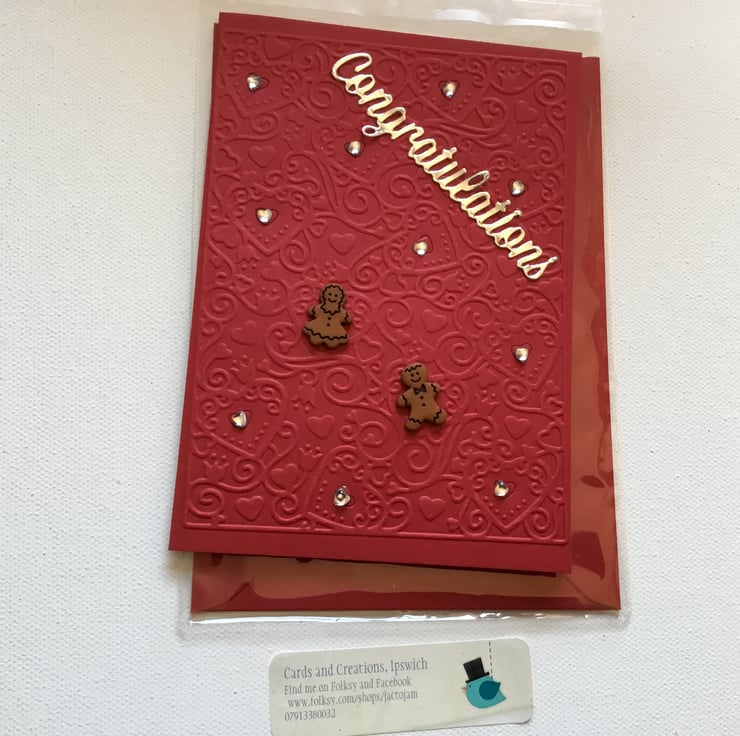 Congratulations
Cards and Creations, Ipswich
Find me on Folksy and Facebook
www.folksy.com/shops/jactojam
07913380032